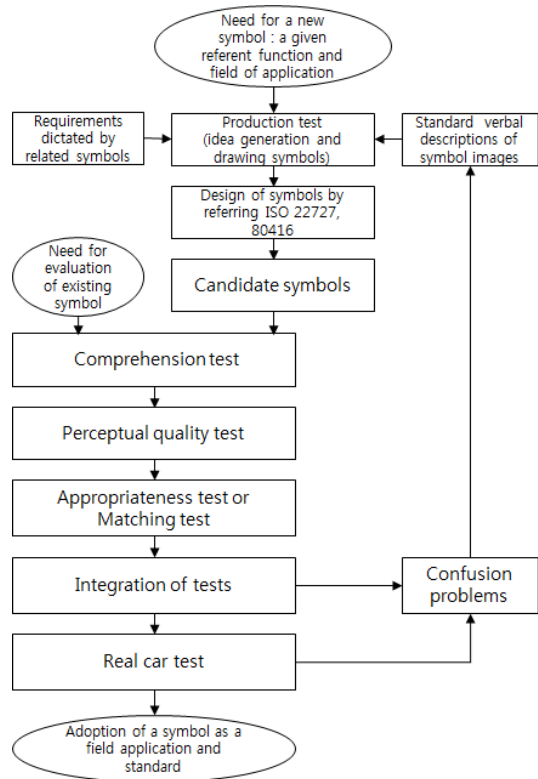 Need for a new
symbol : a given
referent function and
field of application
Requirements
dictated by
related symbols
Production test
(idea generation and
drawing symbols)
Standard verbal
descriptions of
symbol images
Design of symbols by
referring ISO 22727,
80416
Need for
evaluation
of existing
symbol
Candidate symbols
Comprehension test
Perceptual quality test
Appropriateness test or
Matching test
Integration of tests
Confusion
problems
Real car test
Adoption of a symbol as a
field application and
standard